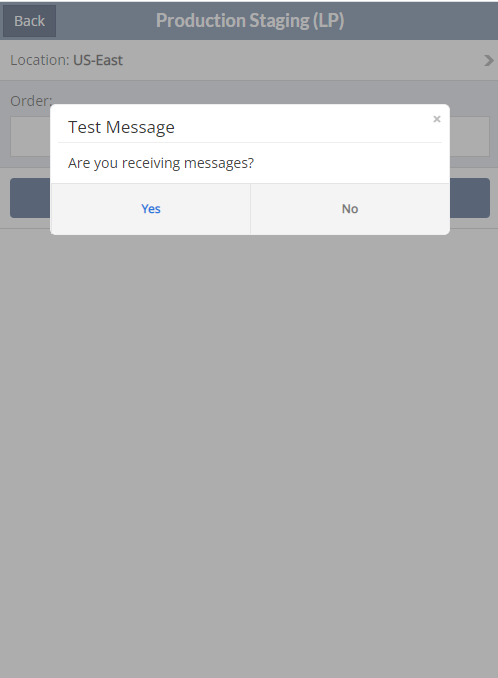 Back
Production Staging (LP)
Location: US-East
Order:
Test Message
×
Are you receiving messages?
Yes
No